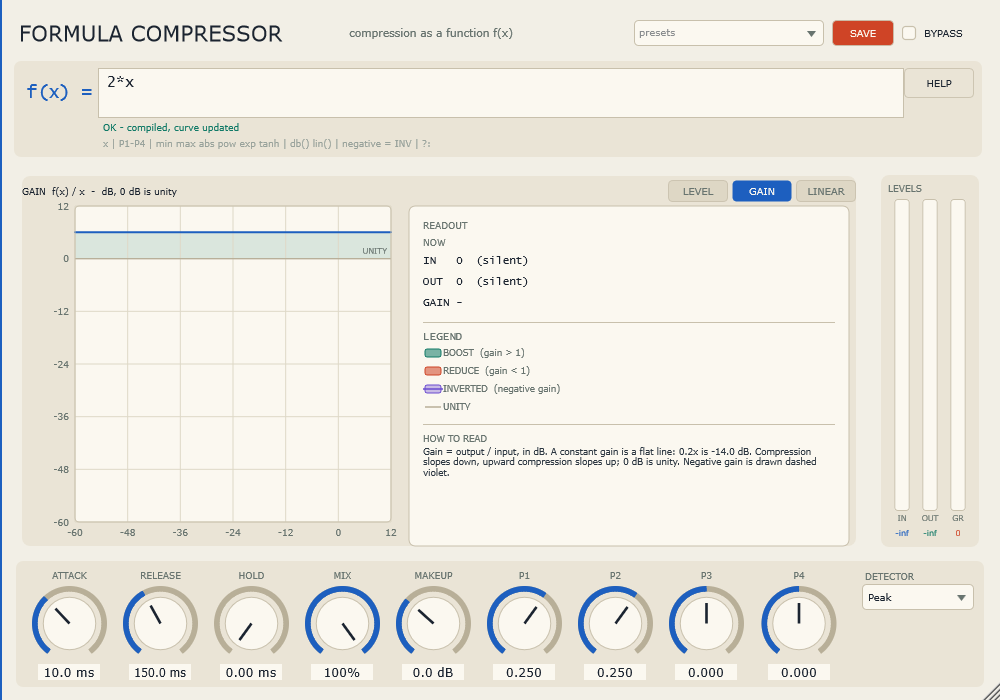 FORMULA COMPRESSOR
compression as a function f(x)
presets
SAVE
BYPASS
f(x) =
2*x
HELP
OK - compiled, curve updated
x | P1-P4 | min max abs pow exp tanh | db() lin() | negative = INV | ?:
GAIN f(x) / x - dB, 0 dB is unity
LEVEL
GAIN
LINEAR
12
0
-12
-24
-36
-48
-60
UNITY
-60 -48 -36 -24 -12 0 12
READOUT
NOW
IN 0 (silent)
OUT 0 (silent)
GAIN -
LEGEND
BOOST (gain > 1)
REDUCE (gain < 1)
INVERTED (negative gain)
UNITY
HOW TO READ
Gain = output / input, in dB. A constant gain is a flat line: 0.2x is -14.0 dB. Compression
slopes down, upward compression slopes up; 0 dB is unity. Negative gain is drawn dashed
violet.
LEVELS
IN OUT GR
-inf -inf 0
ATTACK RELEASE HOLD MIX MAKEUP P1 P2 P3 P4
10.0 ms 150.0 ms 0.00 ms 100% 0.0 dB 0.250 0.250 0.000 0.000
DETECTOR
Peak